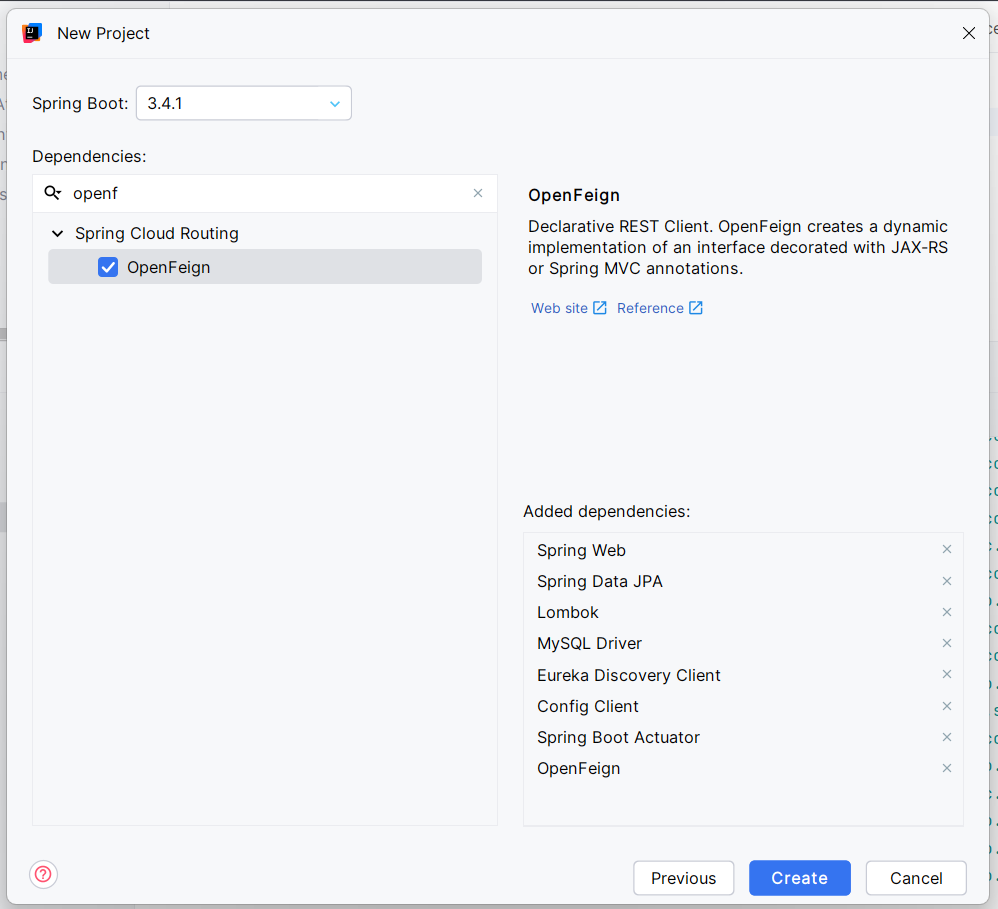 New Project
Spring Boot: 3.4.1
Dependencies:
openf
Spring Cloud Routing
OpenFeign
OpenFeign
Declarative REST Client. OpenFeign creates a dynamic
implementation of an interface decorated with JAX-RS
or Spring MVC annotations.
Web site Reference
Added dependencies:
Spring Web
Spring Data JPA
Lombok
MySQL Driver
Eureka Discovery Client
Config Client
Spring Boot Actuator
OpenFeign
Previous
Create
Cancel